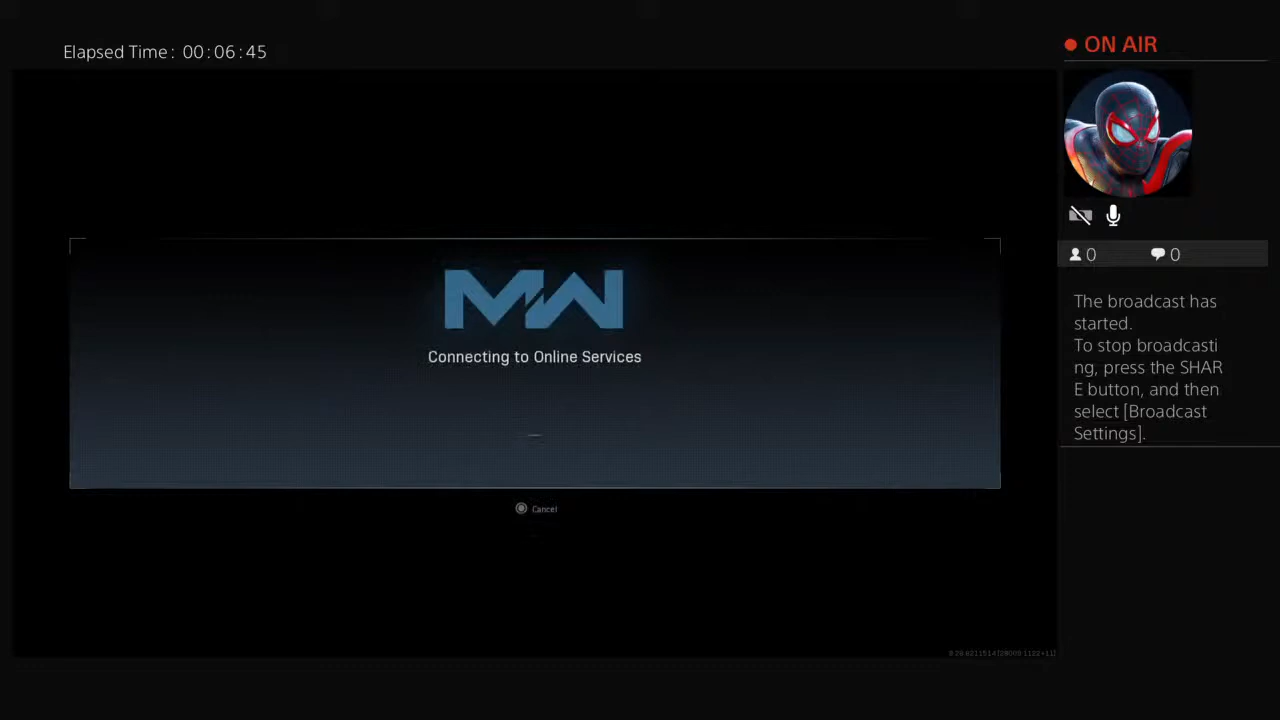 Elapsed Time: 00:06:45
ON AIR
0
0
The broadcast has
started.
To stop broadcasti
ng, press the SHAR
E button, and then
select [Broadcast
Settings].
MW
Connecting to Online Services
Cancel